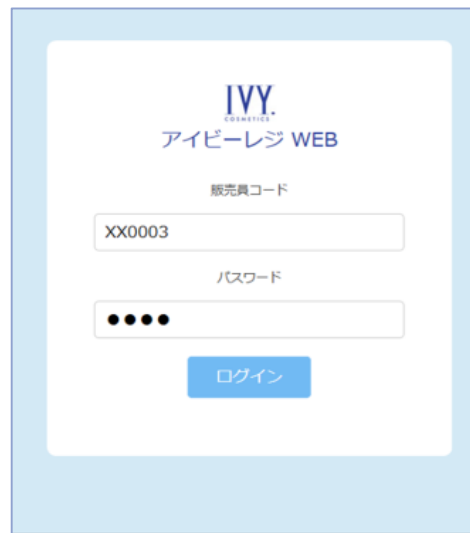 IVY.
COSMETICS
アイビーレジ WEB
販売員コード
XX0003
パスワード
●●●●
ログイン